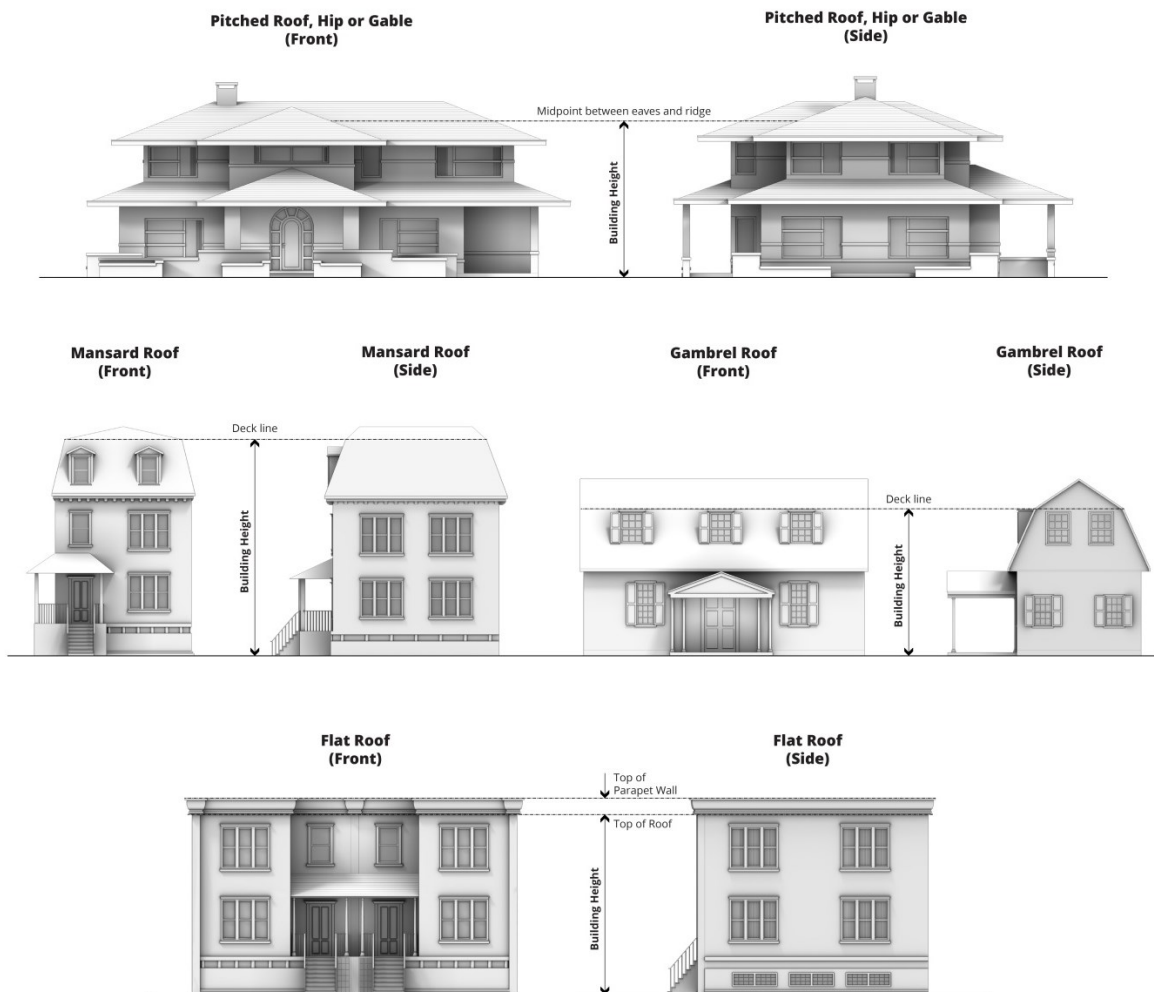 Pitched Roof, Hip or Gable
(Front)
Pitched Roof, Hip or Gable
(Side)
Midpoint between eaves and ridge
Building Height
Mansard Roof
(Front)
Mansard Roof
(Side)
Gambrel Roof
(Front)
Gambrel Roof
(Side)
Deck line
Building Height
Deck line
Building Height
Flat Roof
(Front)
Flat Roof
(Side)
Top of
Parapet Wall
Top of Roof
Building Height